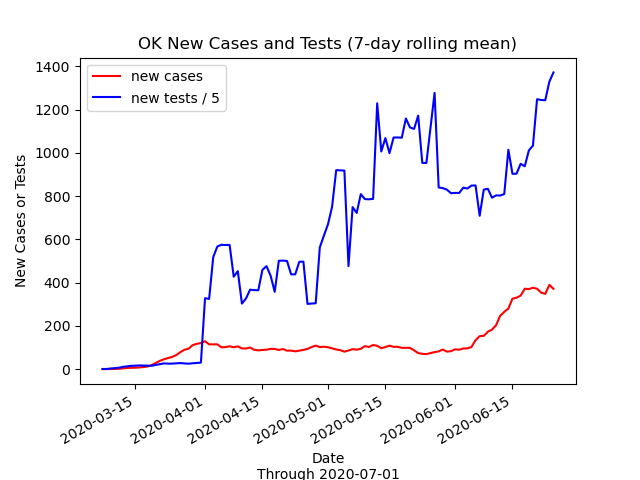 OK New Cases and Tests (7-day rolling mean)
new cases
new tests / 5
New Cases or Tests
1400
1200
1000
800
600
400
200
0
2020-03-15
2020-04-01
2020-04-15
2020-05-01
2020-05-15
2020-06-01
2020-06-15
Date
Through 2020-07-01